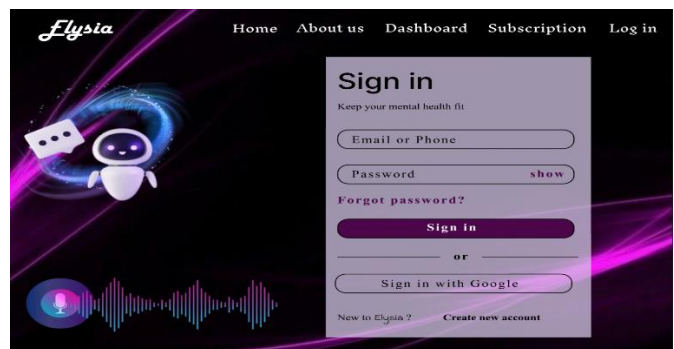 Elysia Home About us Dashboard Subscription Log in
Sign in
Keep your mental health fit
Email or Phone
Password show
Forgot password?
Sign in
or
Sign in with Google
New to Elysia ? Create new account